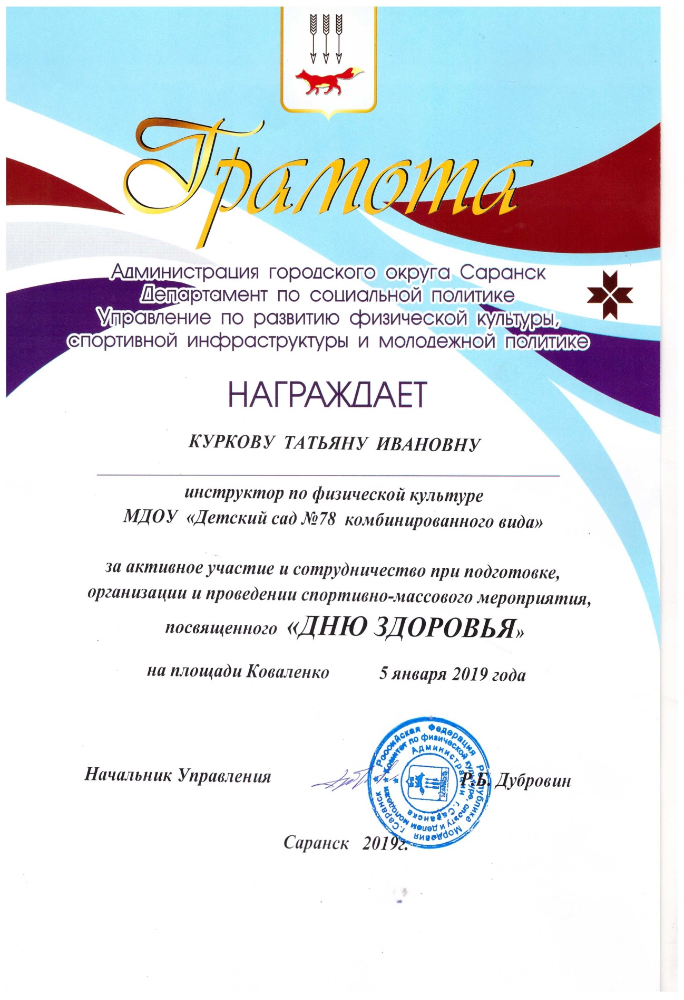 Грамота
Администрация городского округа Саранск
Департамент по социальной политике
Управление по развитию физической культуры,
спортивной инфраструктуры и молодежной политике
НАГРАЖДАЕТ
КУРКОВУ ТАТЬЯНУ ИВАНОВНУ
инструктор по физической культуре
МДОУ «Детский сад №78 комбинированного вида»
за активное участие и сотрудничество при подготовке,
организации и проведении спортивно-массового мероприятия,
посвященного «ДНЮ ЗДОРОВЬЯ»
на площади Коваленко 5 января 2019 года
Начальник Управления Р.Б. Дубровин
Российская Федерация Республика Мордовия г.Саранск
Комитет по физической культуре, спорту и делам молодежи
Администрации г.Саранска
Саранск 2019г.